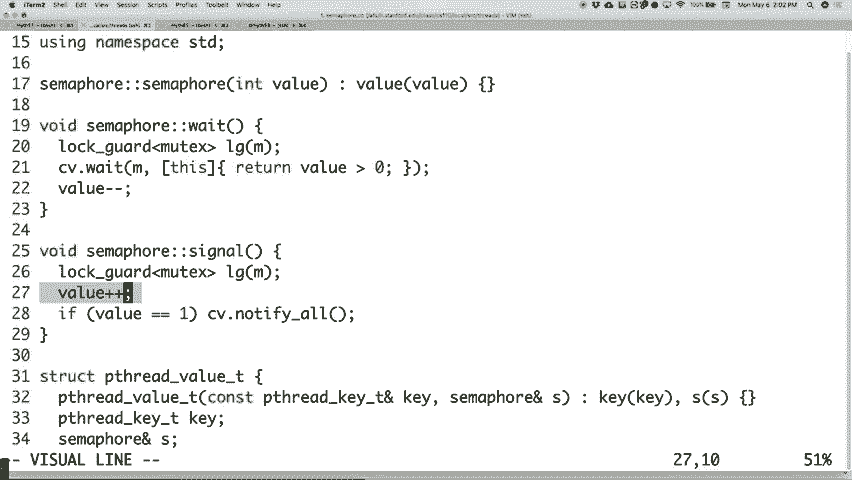 iTerm2 Shell Edit View Session Scripts Profiles Toolbelt Window Help 100% Mon May 6 2:02 PM
15 using namespace std;
16
17 semaphore::semaphore(int value) : value(value) {}
18
19 void semaphore::wait() {
20 lock_guard<mutex> lg(m);
21 cv.wait(m, [this]{ return value > 0; });
22 value--;
23 }
24
25 void semaphore::signal() {
26 lock_guard<mutex> lg(m);
27 value++;
28 if (value == 1) cv.notify_all();
29 }
30
31 struct pthread_value_t {
32 pthread_value_t(const pthread_key_t& key, semaphore& s) : key(key), s(s) {}
33 pthread_key_t key;
34 semaphore& s;
-- VISUAL LINE -- 27,10 51%